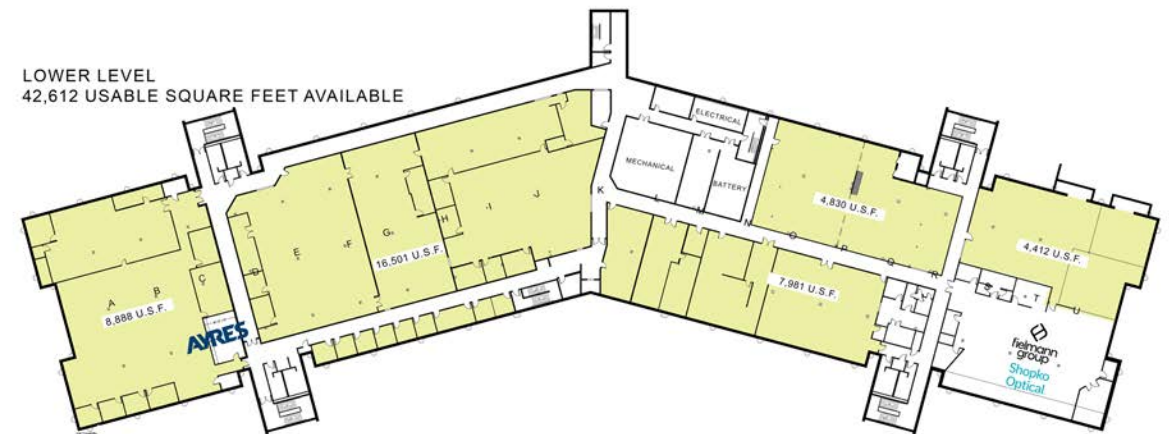 LOWER LEVEL
42,612 USABLE SQUARE FEET AVAILABLE
ELECTRICAL
MECHANICAL
BATTERY
K
L
M
N
O
P
Q
R
4,830 U.S.F.
4,412 U.S.F.
7,981 U.S.F.
S
T
U
J
I
H
G
F
E
D
16,501 U.S.F.
C
B
A
8,888 U.S.F.
AYRES
fielmann
group
Shopko
Optical